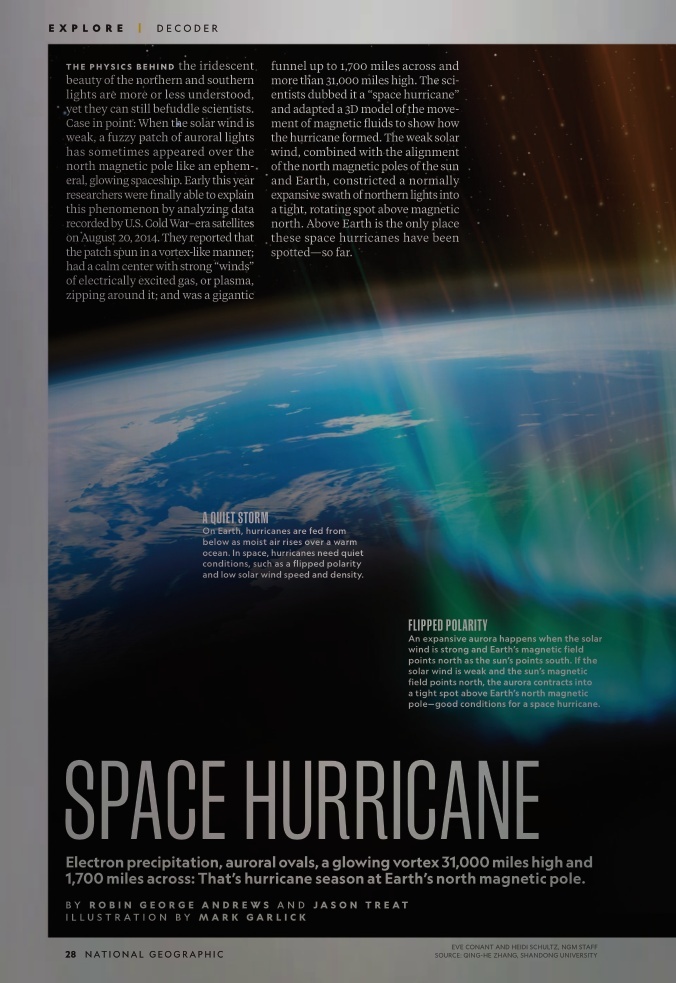 EXPLORE | DECODER
THE PHYSICS BEHIND the iridescent
beauty of the northern and southern
lights are more or less understood,
yet they can still befuddle scientists.
Case in point: When the solar wind is
weak, a fuzzy patch of auroral lights
has sometimes appeared over the
north magnetic pole like an ephem-
eral, glowing spaceship. Early this year
researchers were finally able to explain
this phenomenon by analyzing data
recorded by U.S. Cold War–era satellites
on August 20, 2014. They reported that
the patch spun in a vortex-like manner;
had a calm center with strong “winds”
of electrically excited gas, or plasma,
zipping around it; and was a gigantic
funnel up to 1,700 miles across and
more than 31,000 miles high. The sci-
entists dubbed it a “space hurricane”
and adapted a 3D model of the move-
ment of magnetic fluids to show how
the hurricane formed. The weak solar
wind, combined with the alignment
of the north magnetic poles of the sun
and Earth, constricted a normally
expansive swath of northern lights into
a tight, rotating spot above magnetic
north. Above Earth is the only place
these space hurricanes have been
spotted—so far.
A QUIET STORM
On Earth, hurricanes are fed from
below as moist air rises over a warm
ocean. In space, hurricanes need quiet
conditions, such as a flipped polarity
and low solar wind speed and density.
FLIPPED POLARITY
An expansive aurora happens when the solar
wind is strong and Earth’s magnetic field
points north as the sun’s points south. If the
solar wind is weak and the sun’s magnetic
field points north, the aurora contracts into
a tight spot above Earth’s north magnetic
pole—good conditions for a space hurricane.
SPACE HURRICANE
Electron precipitation, auroral ovals, a glowing vortex 31,000 miles high and
1,700 miles across: That’s hurricane season at Earth’s north magnetic pole.
BY ROBIN GEORGE ANDREWS AND JASON TREAT
ILLUSTRATION BY MARK GARLICK
28 NATIONAL GEOGRAPHIC
EVE CONANT AND HEIDI SCHULTZ, NGM STAFF
SOURCE: QING-HE ZHANG, SHANDONG UNIVERSITY